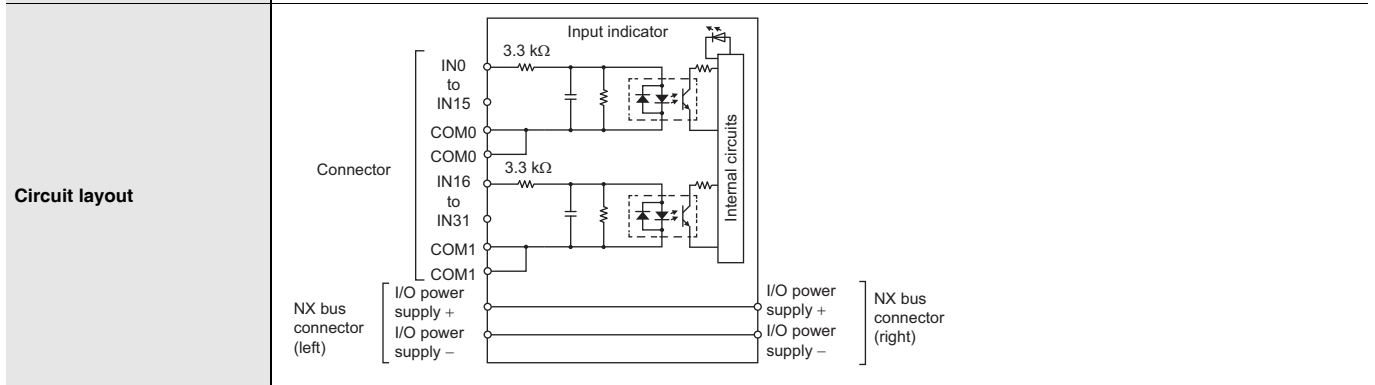 Circuit layout
Input indicator
Connector
3.3 kΩ
IN0
to
IN15
COM0
COM0
3.3 kΩ
IN16
to
IN31
COM1
COM1
Internal circuits
NX bus
connector
(left)
I/O power
supply +
I/O power
supply −
I/O power
supply +
I/O power
supply −
NX bus
connector
(right)